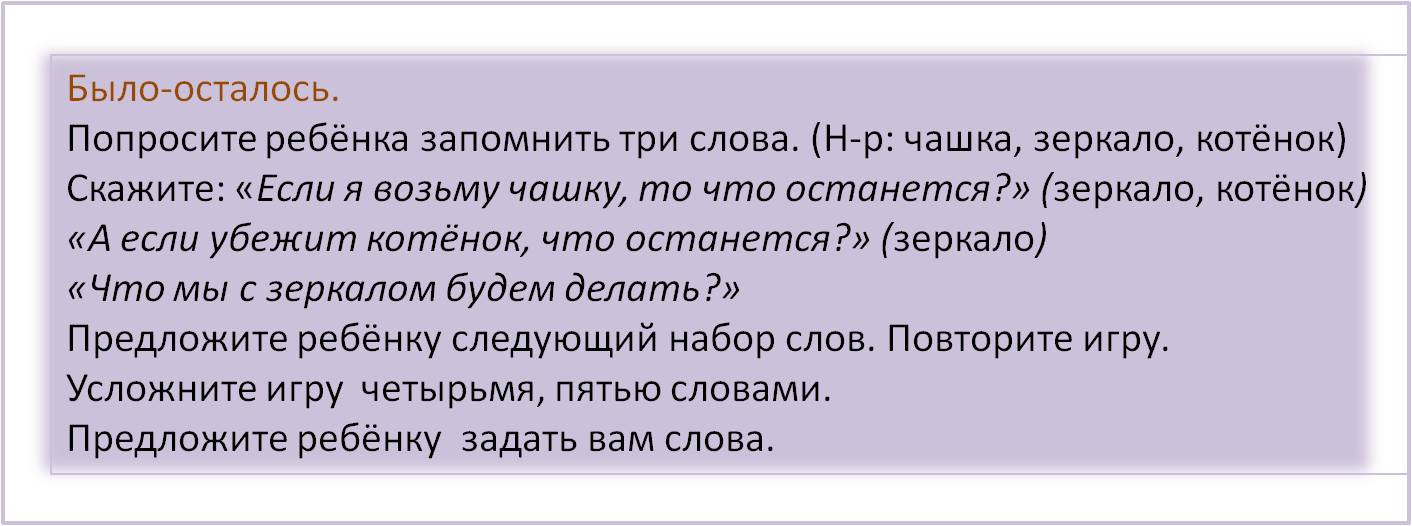 Было-осталось.
Попросите ребёнка запомнить три слова. (Н-р: чашка, зеркало, котёнок)
Скажите: «Если я возьму чашку, то что останется?» (зеркало, котёнок)
«А если убежит котёнок, что останется?» (зеркало)
«Что мы с зеркалом будем делать?»
Предложите ребёнку следующий набор слов. Повторите игру.
Усложните игру четырьмя, пятью словами.
Предложите ребёнку задать вам слова.